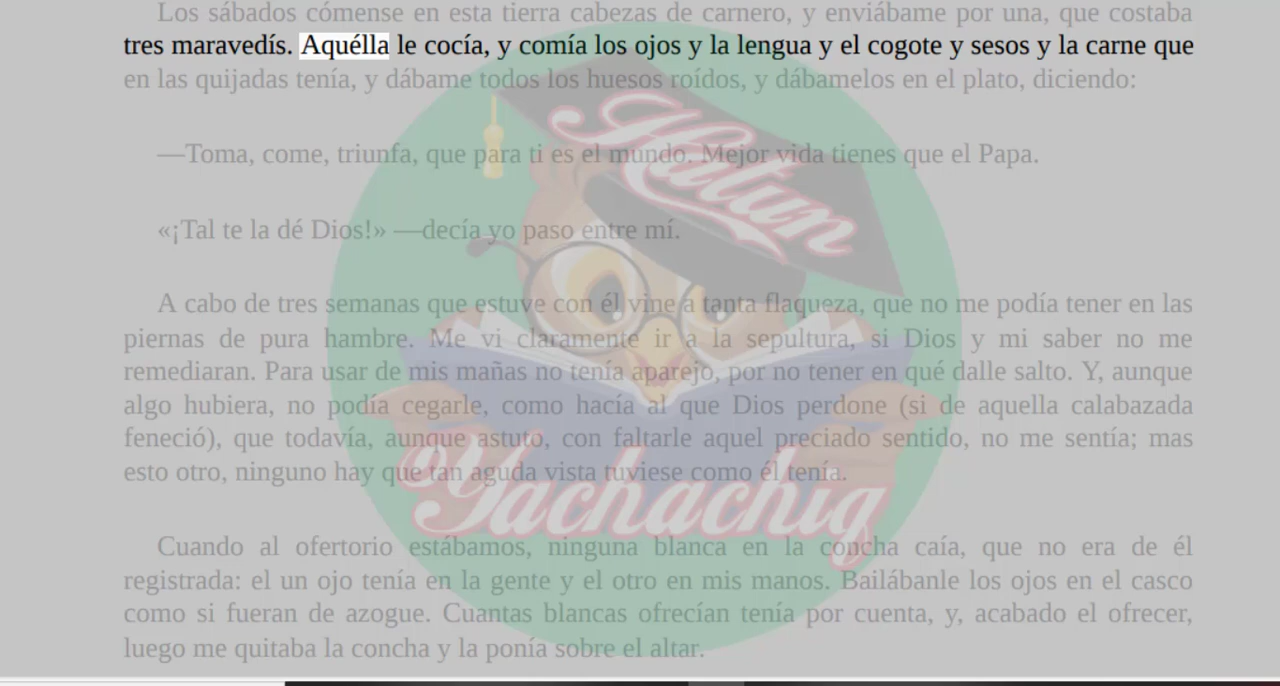 Los sábados cómense en esta tierra cabezas de carnero, y enviábame por una, que costaba
tres maravedís. Aquélla le cocía, y comía los ojos y la lengua y el cogote y sesos y la carne que
en las quijadas tenía, y dábame todos los huesos roídos, y dábamelos en el plato, diciendo:
—Toma, come, triunfa, que para ti es el mundo. Mejor vida tienes que el Papa.
«¡Tal te la dé Dios!» —decía yo paso entre mí.
A cabo de tres semanas que estuve con él vine a tanta flaqueza, que no me podía tener en las
piernas de pura hambre. Me vi claramente ir a la sepultura, si Dios y mi saber no me
remediaran. Para usar de mis mañas no tenía aparejo, por no tener en qué dalle salto. Y, aunque
algo hubiera, no podía cegarle, como hacía al que Dios perdone (si de aquella calabazada
feneció), que todavía, aunque astuto, con faltarle aquel preciado sentido, no me sentía; mas
esto otro, ninguno hay que tan aguda vista tuviese como él tenía.
Cuando al ofertorio estábamos, ninguna blanca en la concha caía, que no era de él
registrada: el un ojo tenía en la gente y el otro en mis manos. Bailábanle los ojos en el casco
como si fueran de azogue. Cuantas blancas ofrecían tenía por cuenta, y, acabado el ofrecer,
luego me quitaba la concha y la ponía sobre el altar.
Hatun
Yachachiq